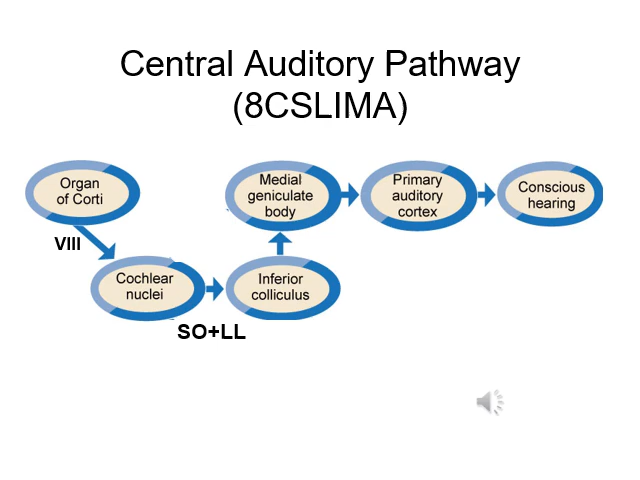 Central Auditory Pathway
(8CSLIMA)
Organ
of Corti
VIII
Cochlear
nuclei
SO+LL
Inferior
colliculus
Medial
geniculate
body
Primary
auditory
cortex
Conscious
hearing